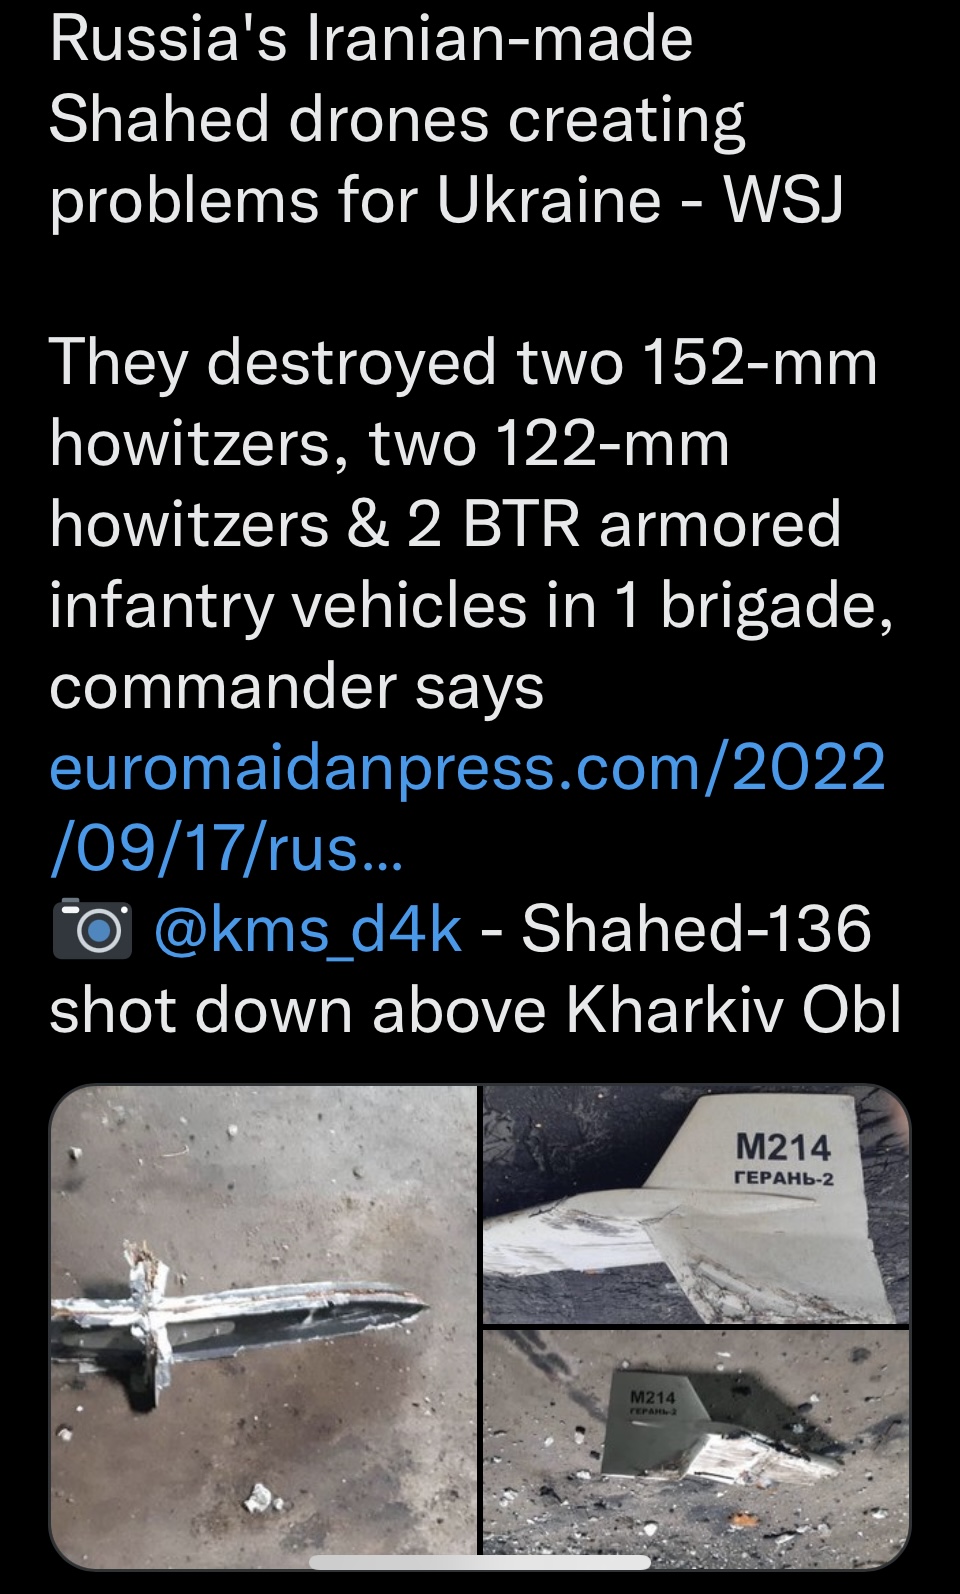 Russia's Iranian-made
Shahed drones creating
problems for Ukraine - WSJ
They destroyed two 152-mm
howitzers, two 122-mm
howitzers & 2 BTR armored
infantry vehicles in 1 brigade,
commander says
euromaidanpress.com/2022
/09/17/rus…
@kms_d4k - Shahed-136
shot down above Kharkiv Obl
М214
ГЕРАНЬ-2
М214
ГЕРАНЬ-2